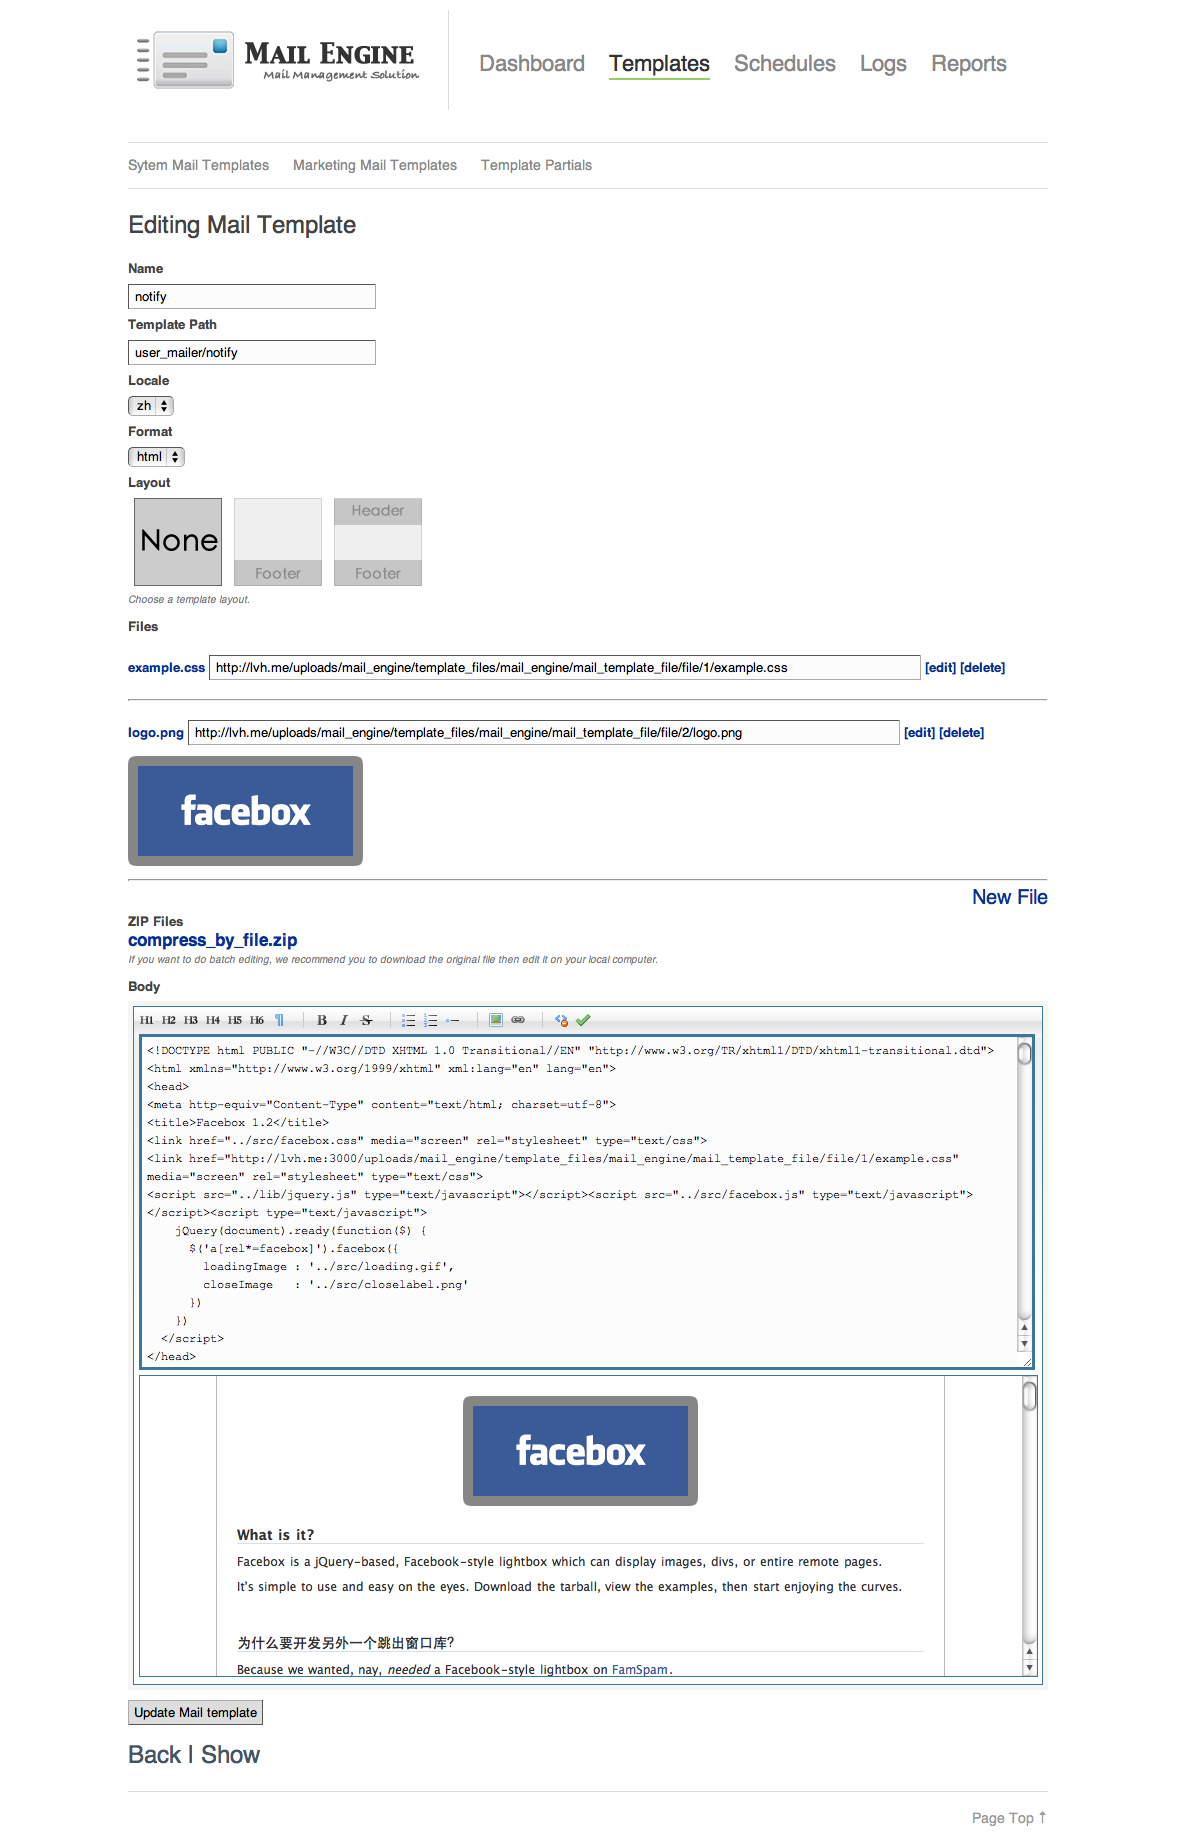 Mail Engine
Mail Management Solution
Dashboard Templates Schedules Logs Reports
Sytem Mail Templates Marketing Mail Templates Template Partials
Editing Mail Template
Name
notify
Template Path
user_mailer/notify
Locale
zh
Format
html
Layout
None
Footer
Header
Footer
Choose a template layout.
Files
example.css http://lvh.me/uploads/mail_engine/template_files/mail_engine/mail_template_file/file/1/example.css [edit] [delete]
logo.png http://lvh.me/uploads/mail_engine/template_files/mail_engine/mail_template_file/file/2/logo.png [edit] [delete]
facebox
New File
ZIP Files
compress_by_file.zip
If you want to do batch editing, we recommend you to download the original file then edit it on your local computer.
Body
H1 H2 H3 H4 H5 H6 ¶ B I S
<!DOCTYPE html PUBLIC "-//W3C//DTD XHTML 1.0 Transitional//EN" "http://www.w3.org/TR/xhtml1/DTD/xhtml1-transitional.dtd">
<html xmlns="http://www.w3.org/1999/xhtml" xml:lang="en" lang="en">
<head>
<meta http-equiv="Content-Type" content="text/html; charset=utf-8">
<title>Facebox 1.2</title>
<link href="../src/facebox.css" media="screen" rel="stylesheet" type="text/css">
<link href="http://lvh.me:3000/uploads/mail_engine/template_files/mail_engine/mail_template_file/file/1/example.css"
media="screen" rel="stylesheet" type="text/css">
<script src="../lib/jquery.js" type="text/javascript"></script><script src="../src/facebox.js" type="text/javascript">
</script><script type="text/javascript">
jQuery(document).ready(function($) {
$('a[rel*=facebox]').facebox({
loadingImage : '../src/loading.gif',
closeImage   : '../src/closelabel.png'
})
})
</script>
</head>
facebox
What is it?
Facebox is a jQuery-based, Facebook-style lightbox which can display images, divs, or entire remote pages.
It's simple to use and easy on the eyes. Download the tarball, view the examples, then start enjoying the curves.
为什么要开发另外一个跳出窗口库?
Because we wanted, nay, needed a Facebook-style lightbox on FamSpam.
Update Mail template
Back | Show
Page Top ↑